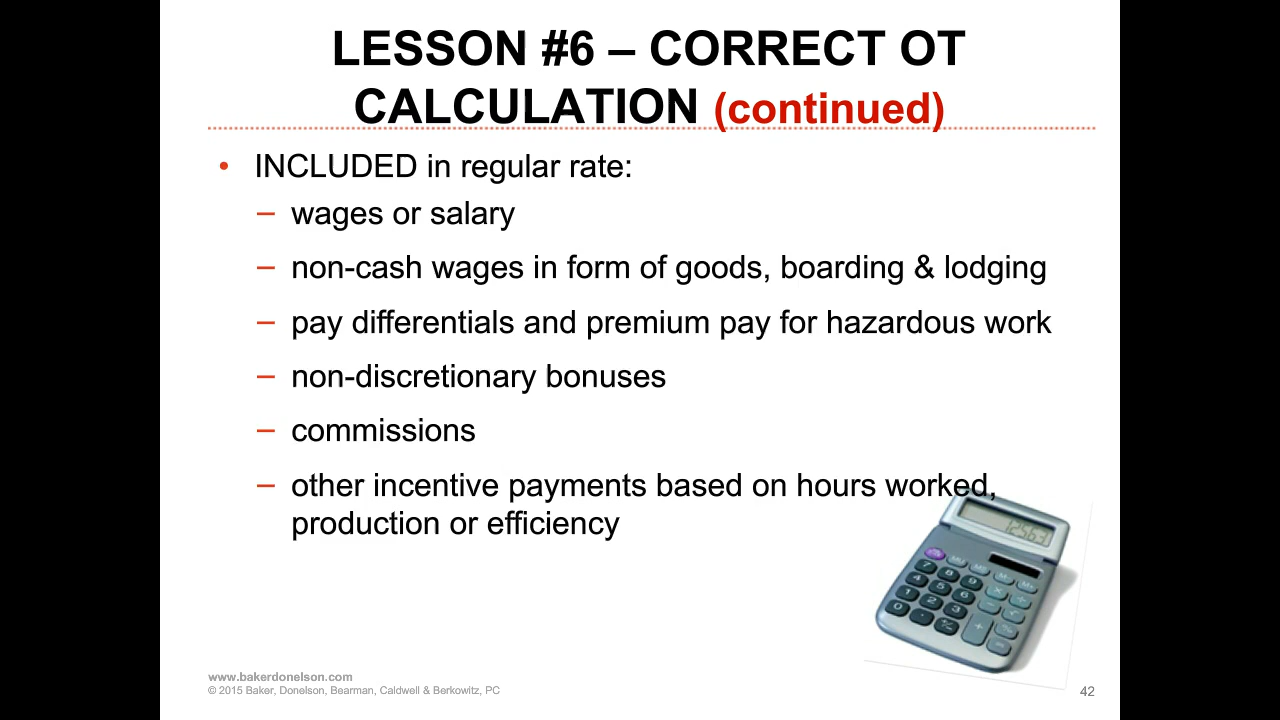 LESSON #6 – CORRECT OT
CALCULATION (continued)
• INCLUDED in regular rate:
– wages or salary
– non-cash wages in form of goods, boarding & lodging
– pay differentials and premium pay for hazardous work
– non-discretionary bonuses
– commissions
– other incentive payments based on hours worked,
production or efficiency
www.bakerdonelson.com
© 2015 Baker, Donelson, Bearman, Caldwell & Berkowitz, PC
42